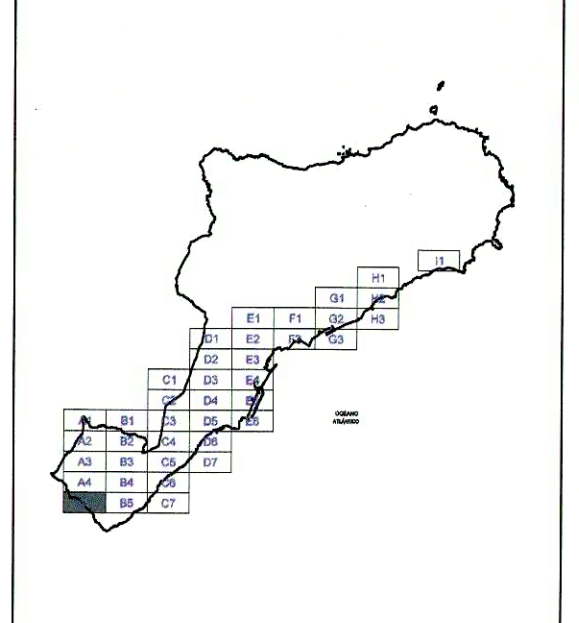 I1
H1
G1 H2
E1 F1 G2 H3
D1 E2 F2 G3
D2 E3
C1 D3 E4
C2 D4
A1 B1 C3 D5 E6
A2 B2 C4 D6
A3 B3 C5 D7
A4 B4 C6
B5 C7
OCEANO
ATLÁNTICO